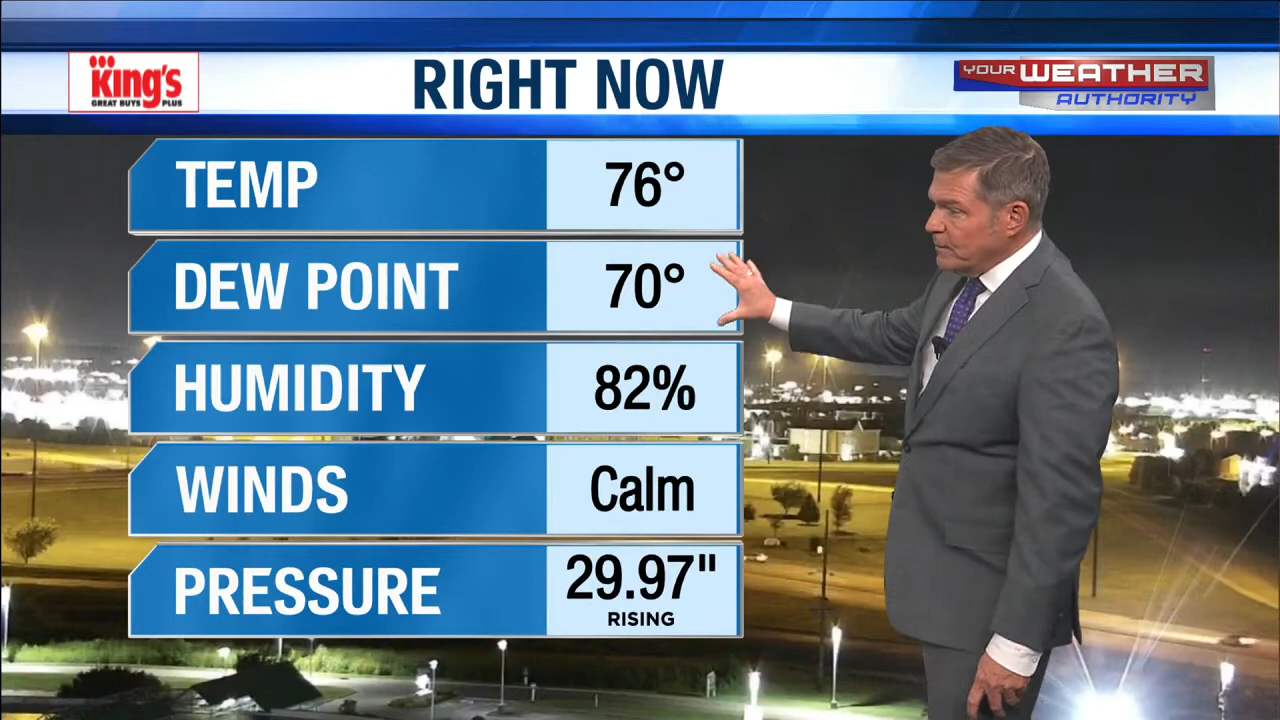 King's
GREAT BUYS PLUS
RIGHT NOW
YOUR WEATHER
AUTHORITY
TEMP 76°
DEW POINT 70°
HUMIDITY 82%
WINDS Calm
PRESSURE 29.97"
RISING